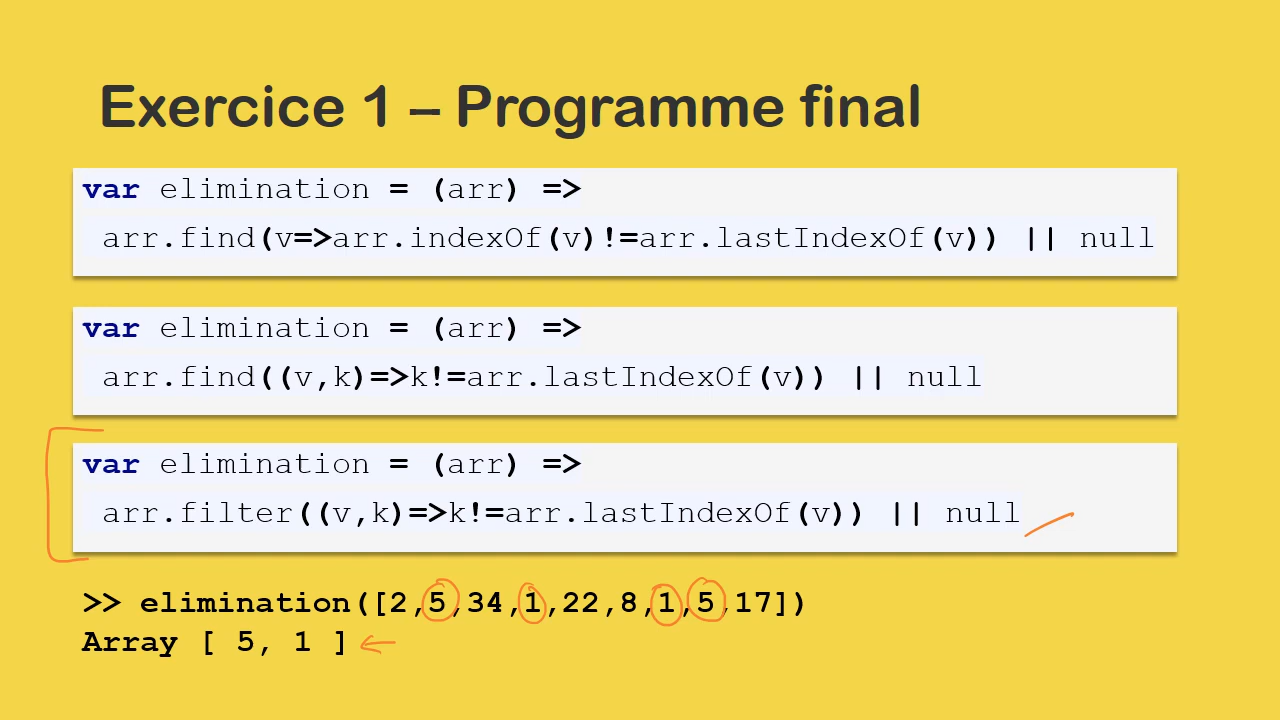 Exercice 1 – Programme final
var elimination = (arr) =>
arr.find(v=>arr.indexOf(v)!=arr.lastIndexOf(v)) || null
var elimination = (arr) =>
arr.find((v,k)=>k!=arr.lastIndexOf(v)) || null
var elimination = (arr) =>
arr.filter((v,k)=>k!=arr.lastIndexOf(v)) || null
>> elimination([2,5,34,1,22,8,1,5,17])
Array [ 5, 1 ]